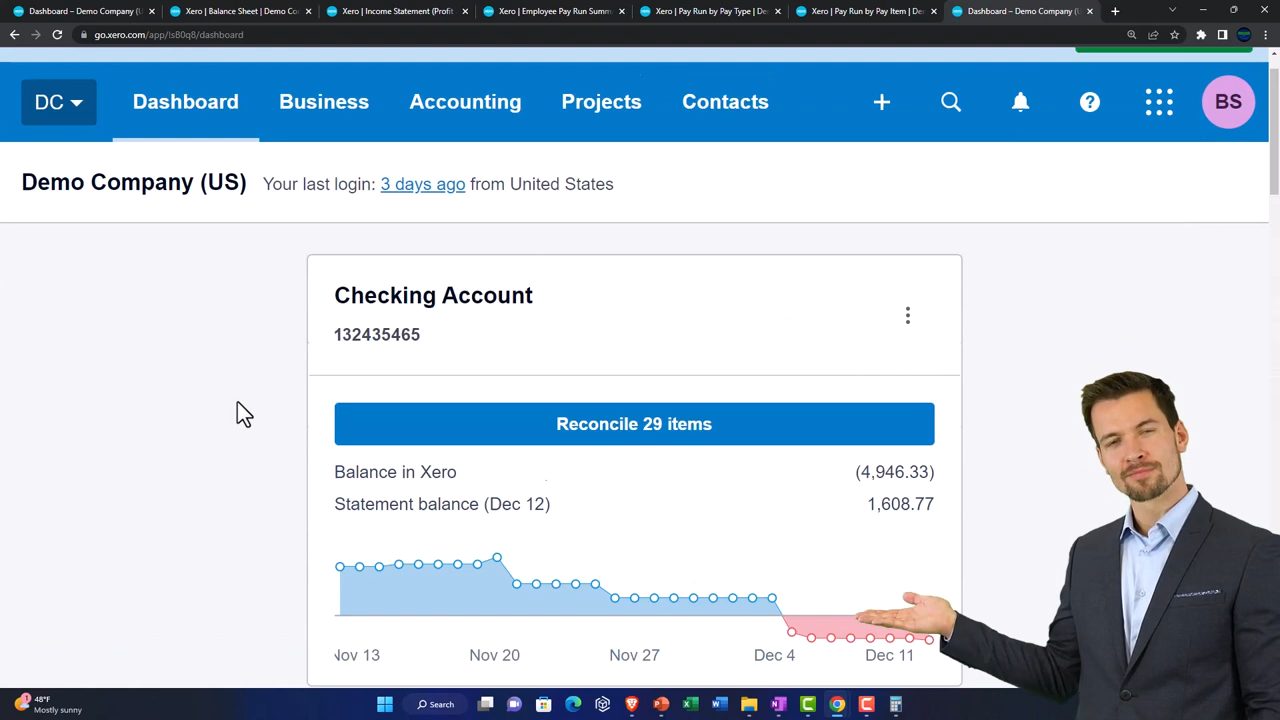 Dashboard – Demo Company (U
Xero | Balance Sheet | Demo Co
Xero | Income Statement (Profit
Xero | Employee Pay Run Summ
Xero | Pay Run by Pay Type | De
Xero | Pay Run by Pay Item | De
Dashboard – Demo Company (U
go.xero.com/app/!sB0q8/dashboard
DC
Dashboard
Business
Accounting
Projects
Contacts
BS
Demo Company (US)
Your last login: 3 days ago from United States
Checking Account
132435465
Reconcile 29 items
Balance in Xero (4,946.33)
Statement balance (Dec 12) 1,608.77
Nov 13 Nov 20 Nov 27 Dec 4 Dec 11
48°F
Mostly sunny
Search